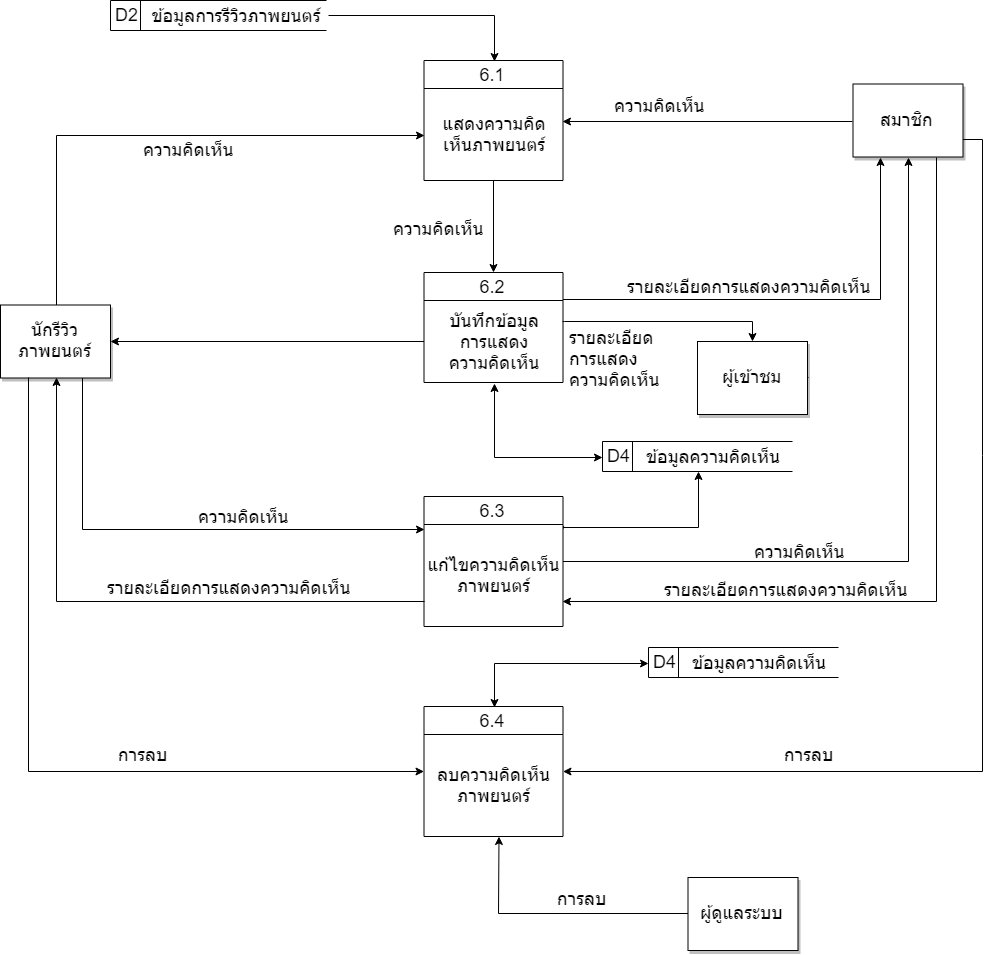 D2 ข้อมูลการรีวิวภาพยนตร์
6.1
แสดงความคิด
เห็นภาพยนตร์
ความคิดเห็น
สมาชิก
ความคิดเห็น
ความคิดเห็น
6.2
บันทึกข้อมูล
การแสดง
ความคิดเห็น
รายละเอียดการแสดงความคิดเห็น
นักรีวิว
ภาพยนตร์
รายละเอียด
การแสดง
ความคิดเห็น
ผู้เข้าชม
D4 ข้อมูลความคิดเห็น
6.3
แก้ไขความคิดเห็น
ภาพยนตร์
ความคิดเห็น
ความคิดเห็น
รายละเอียดการแสดงความคิดเห็น
รายละเอียดการแสดงความคิดเห็น
D4 ข้อมูลความคิดเห็น
6.4
ลบความคิดเห็น
ภาพยนตร์
การลบ
การลบ
การลบ
ผู้ดูแลระบบ